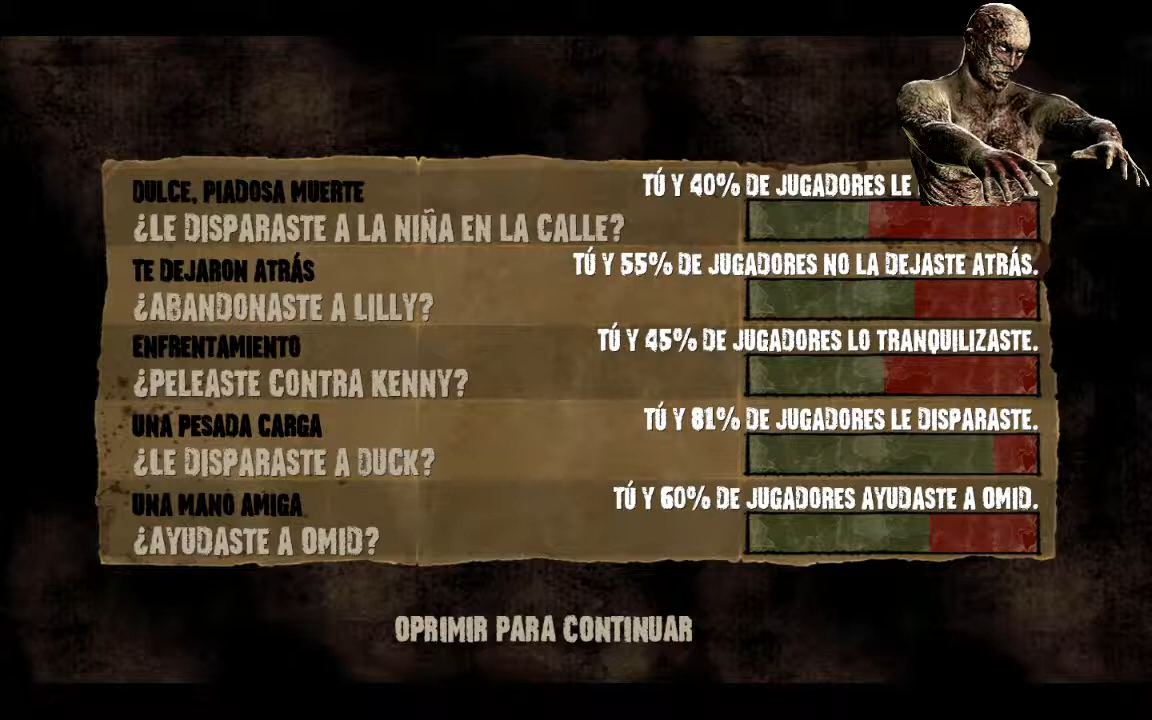 DULCE, PIADOSA MUERTE
TÚ Y 40% DE JUGADORES LE
¿LE DISPARASTE A LA NIÑA EN LA CALLE?
TE DEJARON ATRÁS
TÚ Y 55% DE JUGADORES NO LA DEJASTE ATRÁS.
¿ABANDONASTE A LILLY?
ENFRENTAMIENTO
TÚ Y 45% DE JUGADORES LO TRANQUILIZASTE.
¿PELEASTE CONTRA KENNY?
UNA PESADA CARGA
TÚ Y 81% DE JUGADORES LE DISPARASTE.
¿LE DISPARASTE A DUCK?
UNA MANO AMIGA
TÚ Y 60% DE JUGADORES AYUDASTE A OMID.
¿AYUDASTE A OMID?
OPRIMIR PARA CONTINUAR